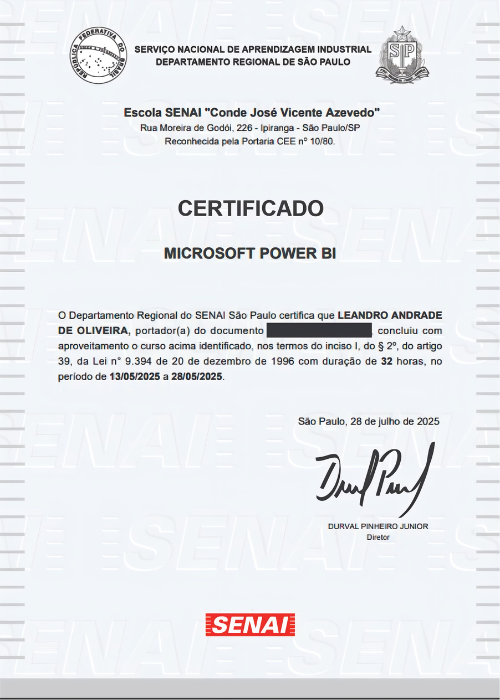 REPÚBLICA FEDERATIVA DO BRASIL
SERVIÇO NACIONAL DE APRENDIZAGEM INDUSTRIAL
DEPARTAMENTO REGIONAL DE SÃO PAULO
SP
Escola SENAI "Conde José Vicente Azevedo"
Rua Moreira de Godói, 226 - Ipiranga - São Paulo/SP
Reconhecida pela Portaria CEE nº 10/80.
CERTIFICADO
MICROSOFT POWER BI
O Departamento Regional do SENAI São Paulo certifica que LEANDRO ANDRADE
DE OLIVEIRA, portador(a) do documento , concluiu com
aproveitamento o curso acima identificado, nos termos do inciso I, do § 2º, do artigo
39, da Lei n° 9.394 de 20 de dezembro de 1996 com duração de 32 horas, no
período de 13/05/2025 a 28/05/2025.
São Paulo, 28 de julho de 2025
DURVAL PINHEIRO JUNIOR
Diretor
SENAI